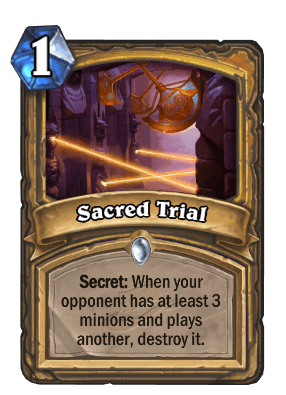 1
Sacred Trial
Secret: When your
opponent has at least 3
minions and plays
another, destroy it.